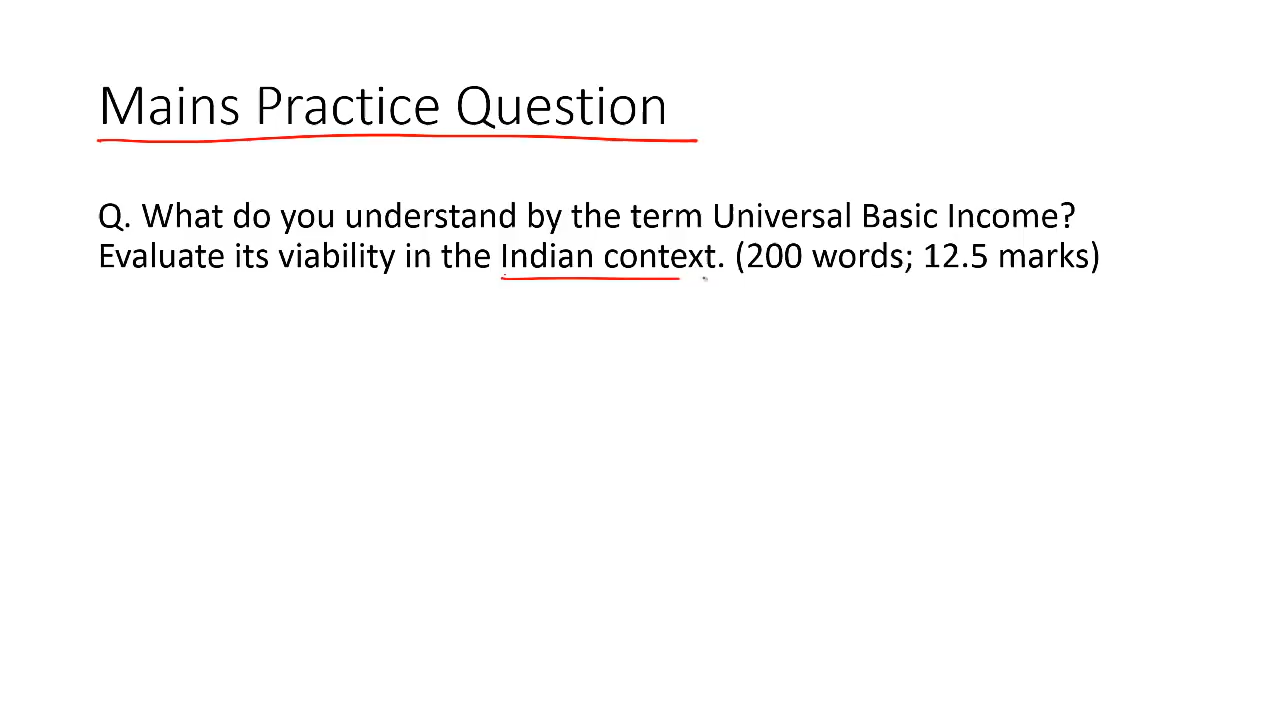 Mains Practice Question
Q. What do you understand by the term Universal Basic Income?
Evaluate its viability in the Indian context. (200 words; 12.5 marks)